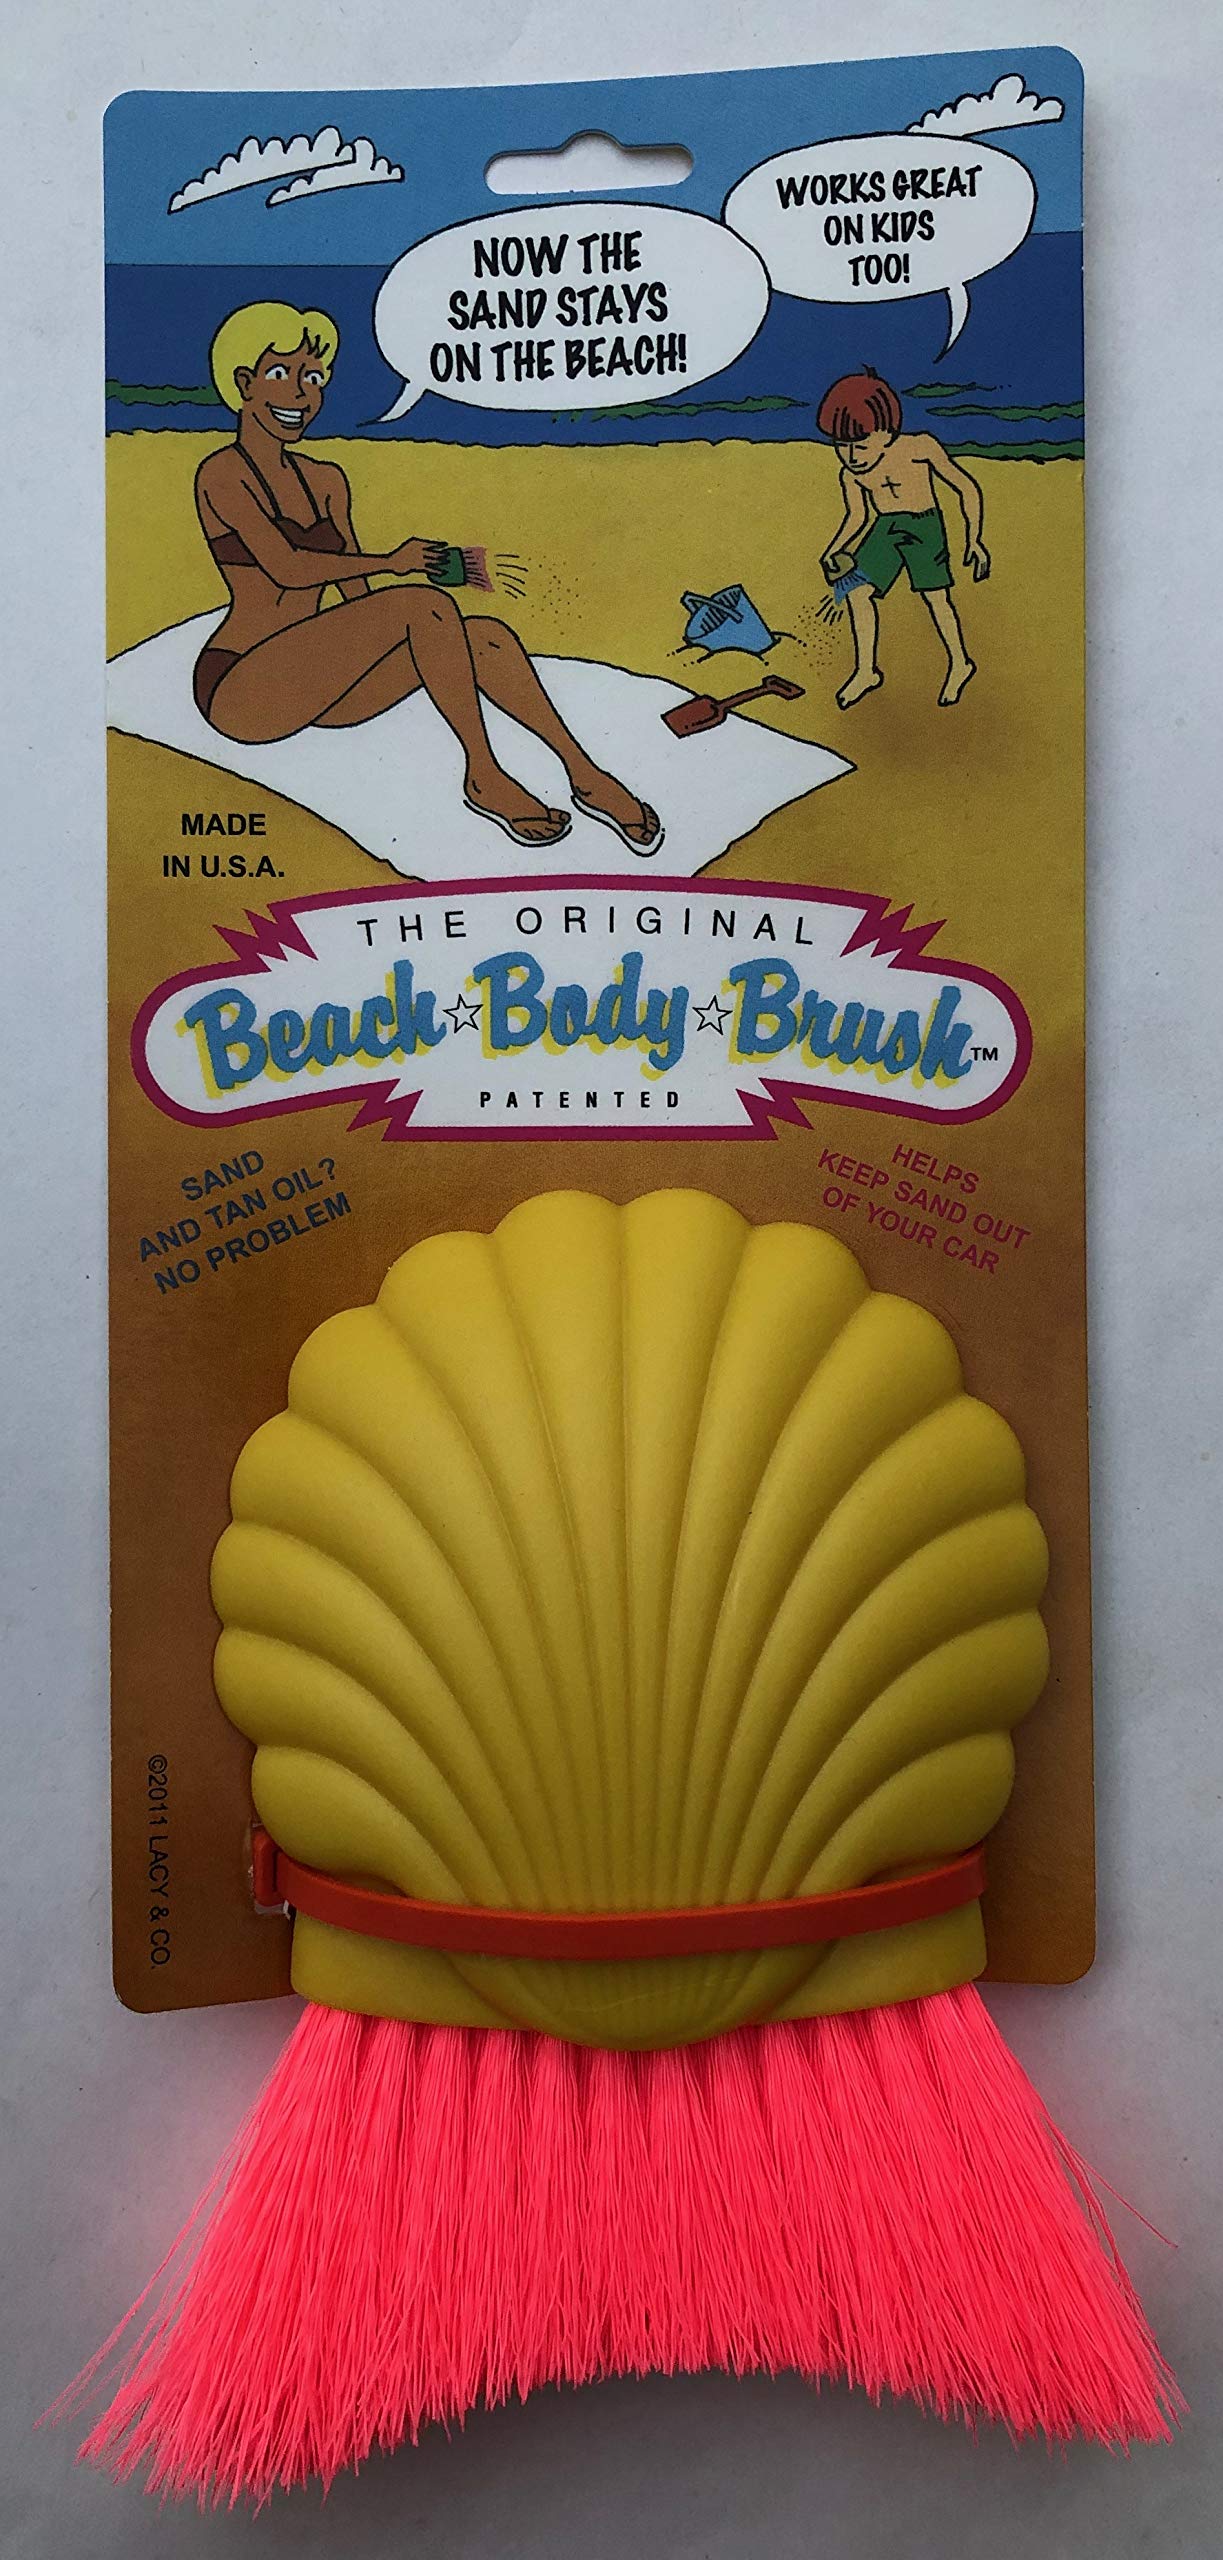 WORKS GREAT
ON KIDS
TOO!
NOW THE
SAND STAYS
ON THE BEACH!
MADE
IN U.S.A.
THE ORIGINAL
Beach☆Body☆Brush™
PATENTED
SAND
AND TAN OIL?
NO PROBLEM
HELPS
KEEP SAND OUT
OF YOUR CAR
©2011 LACY & CO.